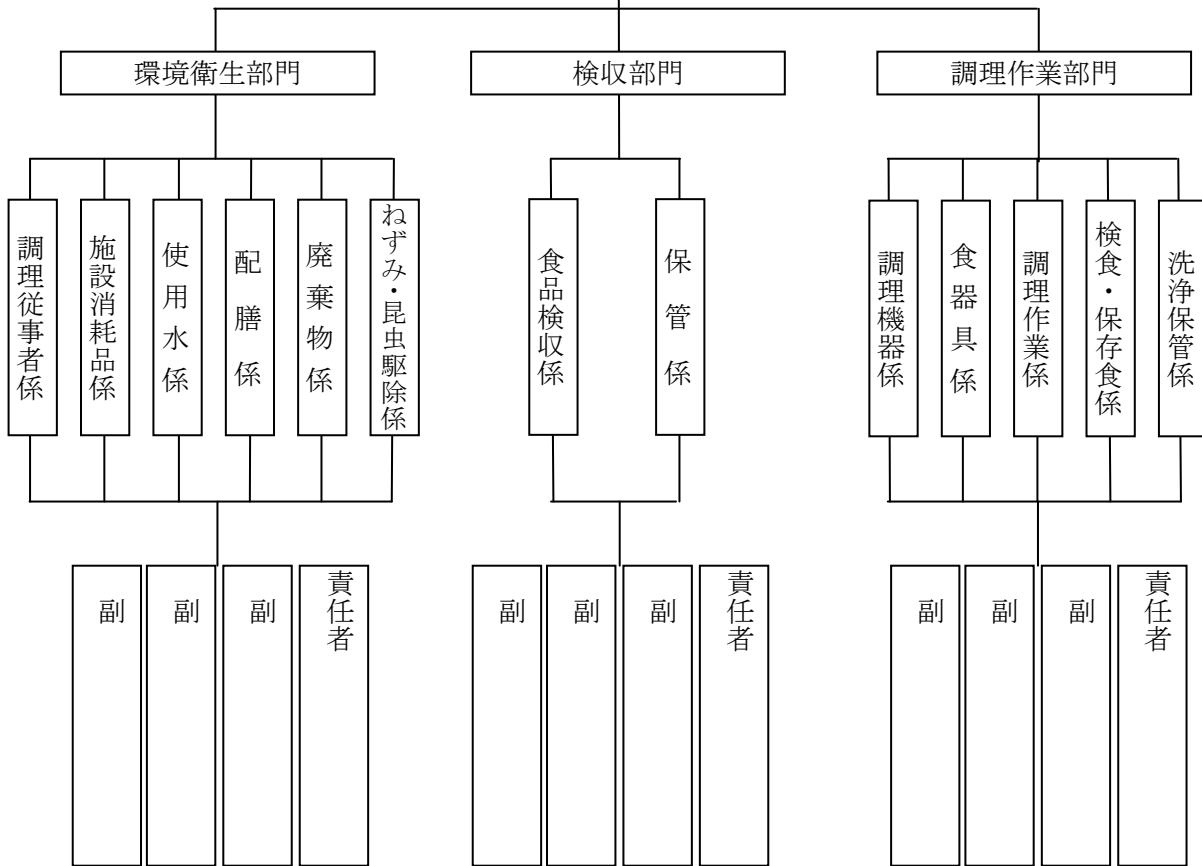 環境衛生部門
検収部門
調理作業部門
調理従事者係
施設消耗品係
使用水係
配膳係
廃棄物係
ねずみ・昆虫駆除係
食品検収係
保管係
調理機器係
食器具係
調理作業係
検食・保存食係
洗浄保管係
副
副
副
責任者
副
副
副
責任者
副
副
副
責任者